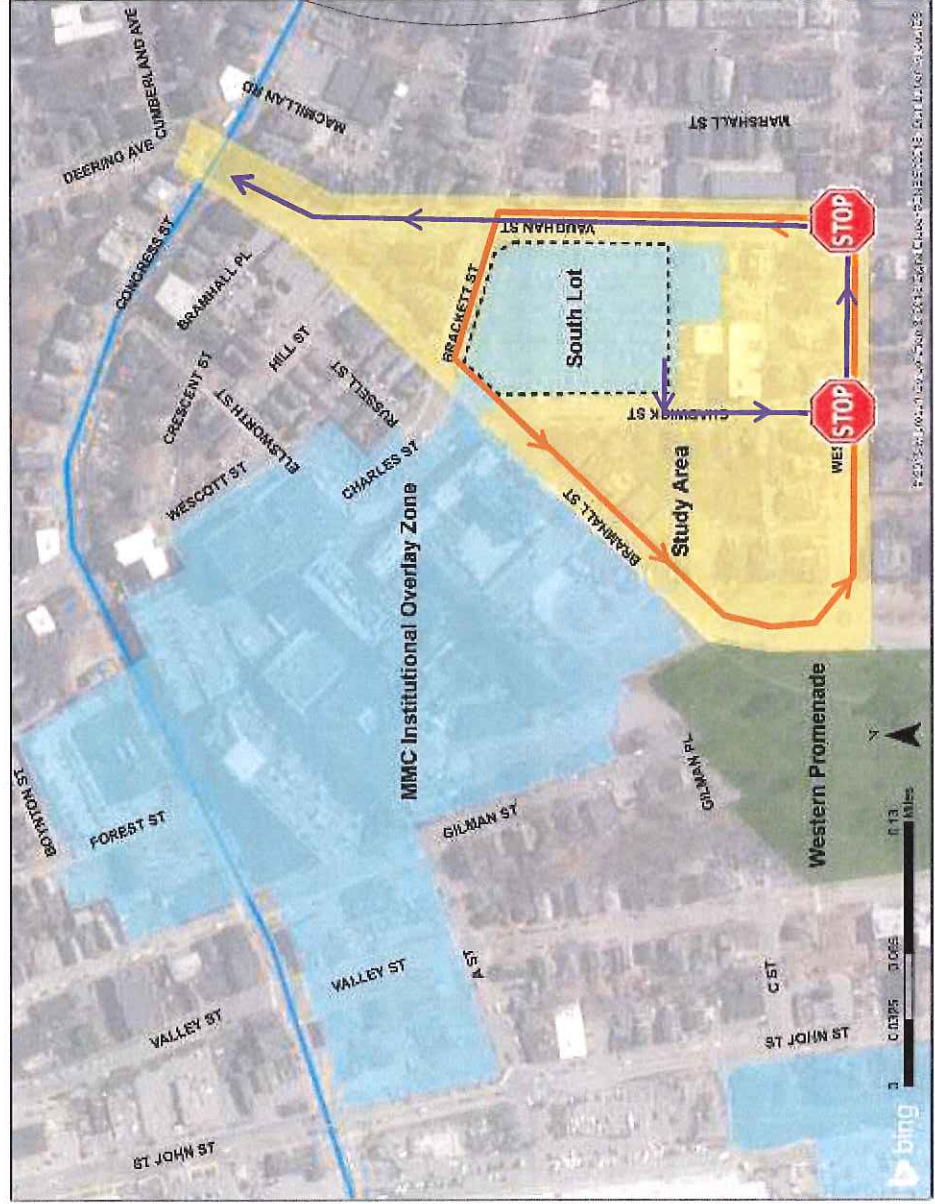 DEERING AVE
CUMBERLAND AVE
MACMILLAN RD
CONGRESS ST
MARSHALL ST
BRAMHALL PL
CRESCENT ST
HILL ST
ELLSWORTH ST
RUSSELL ST
WESCOTT ST
CHARLES ST
BRACKETT ST
VAUGHAN ST
South Lot
CHADWICK ST
STOP
STOP
WES
Study Area
BRAMHALL ST
MMC Institutional Overlay Zone
BOYNTON ST
FOREST ST
GILMAN ST
GILMAN PL
Western Promenade
VALLEY ST
VALLEY ST
A ST
C ST
ST JOHN ST
ST JOHN ST
N
0
0.0325
0.065
0.13
Miles
bing